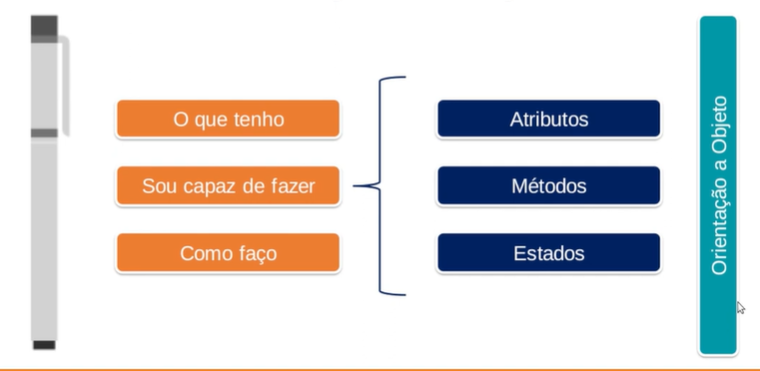 O que tenho
Sou capaz de fazer
Como faço
Atributos
Métodos
Estados
Orientação a Objeto